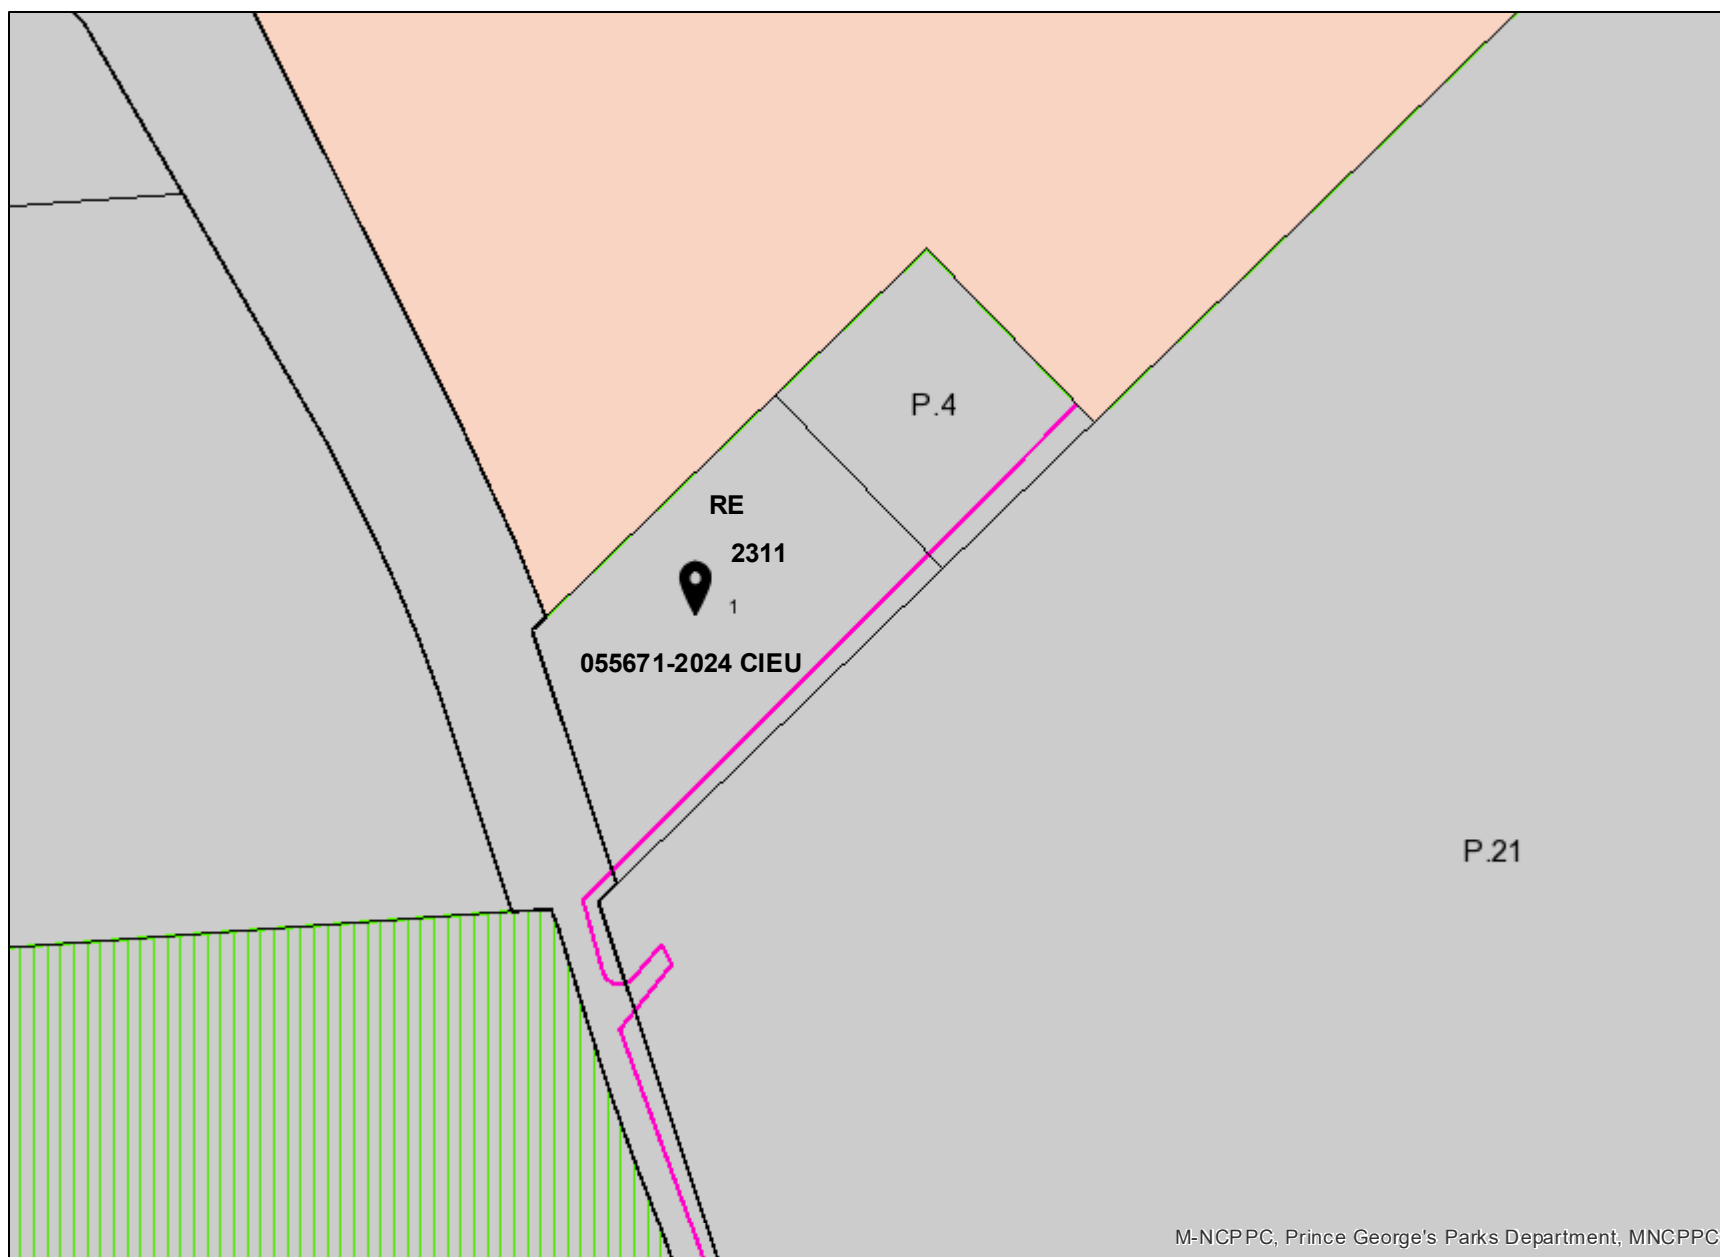 P.4
RE
2311
1
055671-2024 CIEU
P.21
M-NCPPC, Prince George's Parks Department, MNCPPC